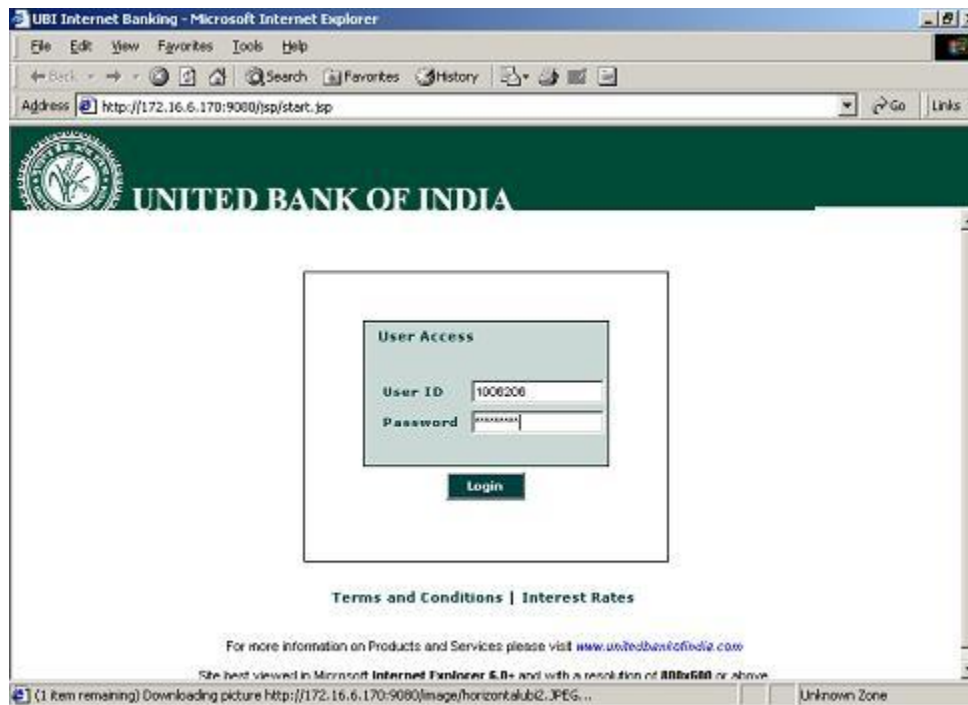 UBI Internet Banking - Microsoft Internet Explorer
File Edit View Favorites Tools Help
Back Search Favorites History
Address http://172.16.6.170:9080/jsp/start.jsp Go Links
UNITED BANK OF INDIA
User Access
User ID 1006206
Password *********
Login
Terms and Conditions | Interest Rates
For more information on Products and Services please visit www.unitedbankofindia.com
Site best viewed in Microsoft Internet Explorer 6.0+ and with a resolution of 800x600 or above
(1 item remaining) Downloading picture http://172.16.6.170:9080/image/horizontalubi2.JPEG... Unknown Zone